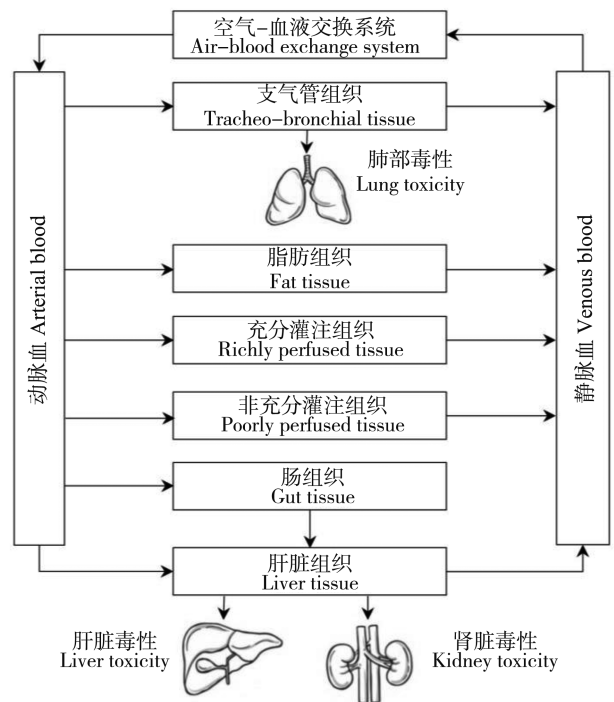 空气-血液交换系统
Air-blood exchange system
支气管组织
Tracheo-bronchial tissue
肺部毒性
Lung toxicity
脂肪组织
Fat tissue
充分灌注组织
Richly perfused tissue
非充分灌注组织
Poorly perfused tissue
肠组织
Gut tissue
肝脏组织
Liver tissue
肝脏毒性
Liver toxicity
肾脏毒性
Kidney toxicity
动脉血 Arterial blood
静脉血 Venous blood